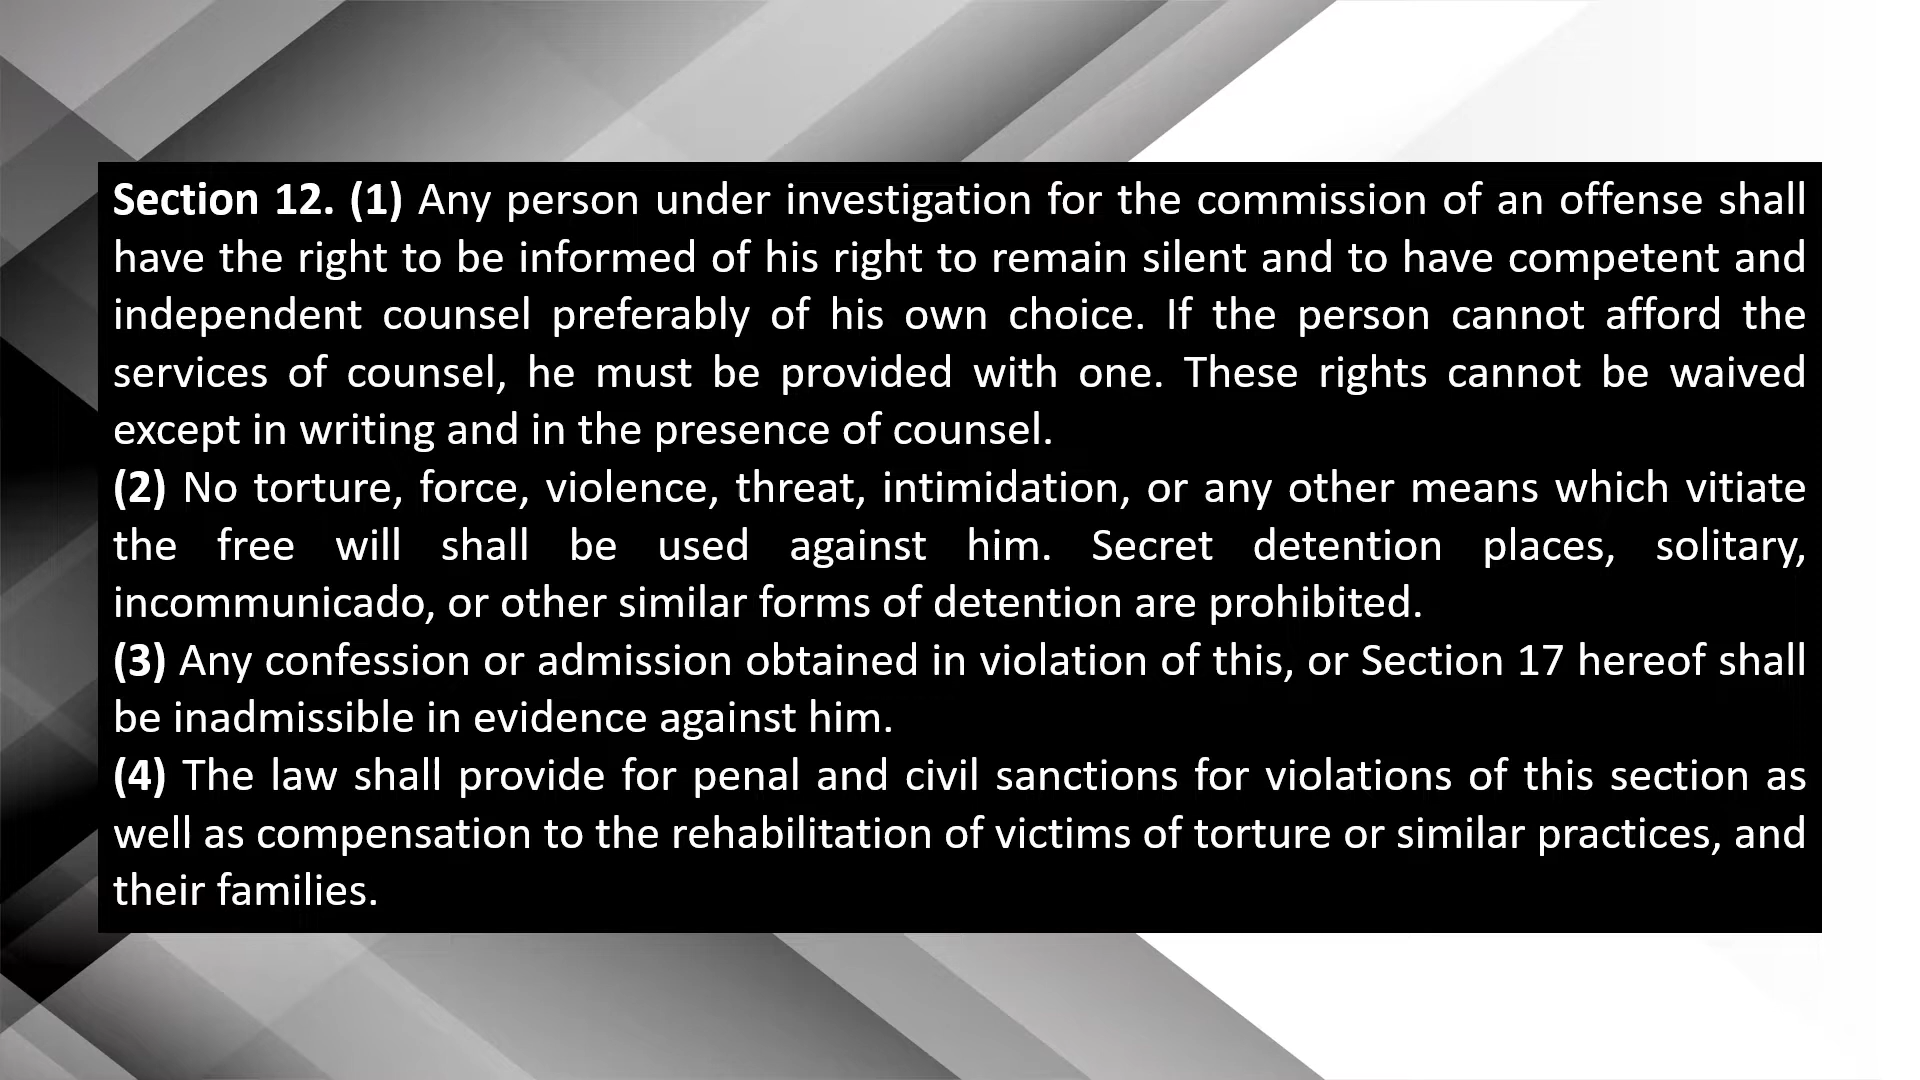 Section 12. (1) Any person under investigation for the commission of an offense shall
have the right to be informed of his right to remain silent and to have competent and
independent counsel preferably of his own choice. If the person cannot afford the
services of counsel, he must be provided with one. These rights cannot be waived
except in writing and in the presence of counsel.
(2) No torture, force, violence, threat, intimidation, or any other means which vitiate
the free will shall be used against him. Secret detention places, solitary,
incommunicado, or other similar forms of detention are prohibited.
(3) Any confession or admission obtained in violation of this, or Section 17 hereof shall
be inadmissible in evidence against him.
(4) The law shall provide for penal and civil sanctions for violations of this section as
well as compensation to the rehabilitation of victims of torture or similar practices, and
their families.